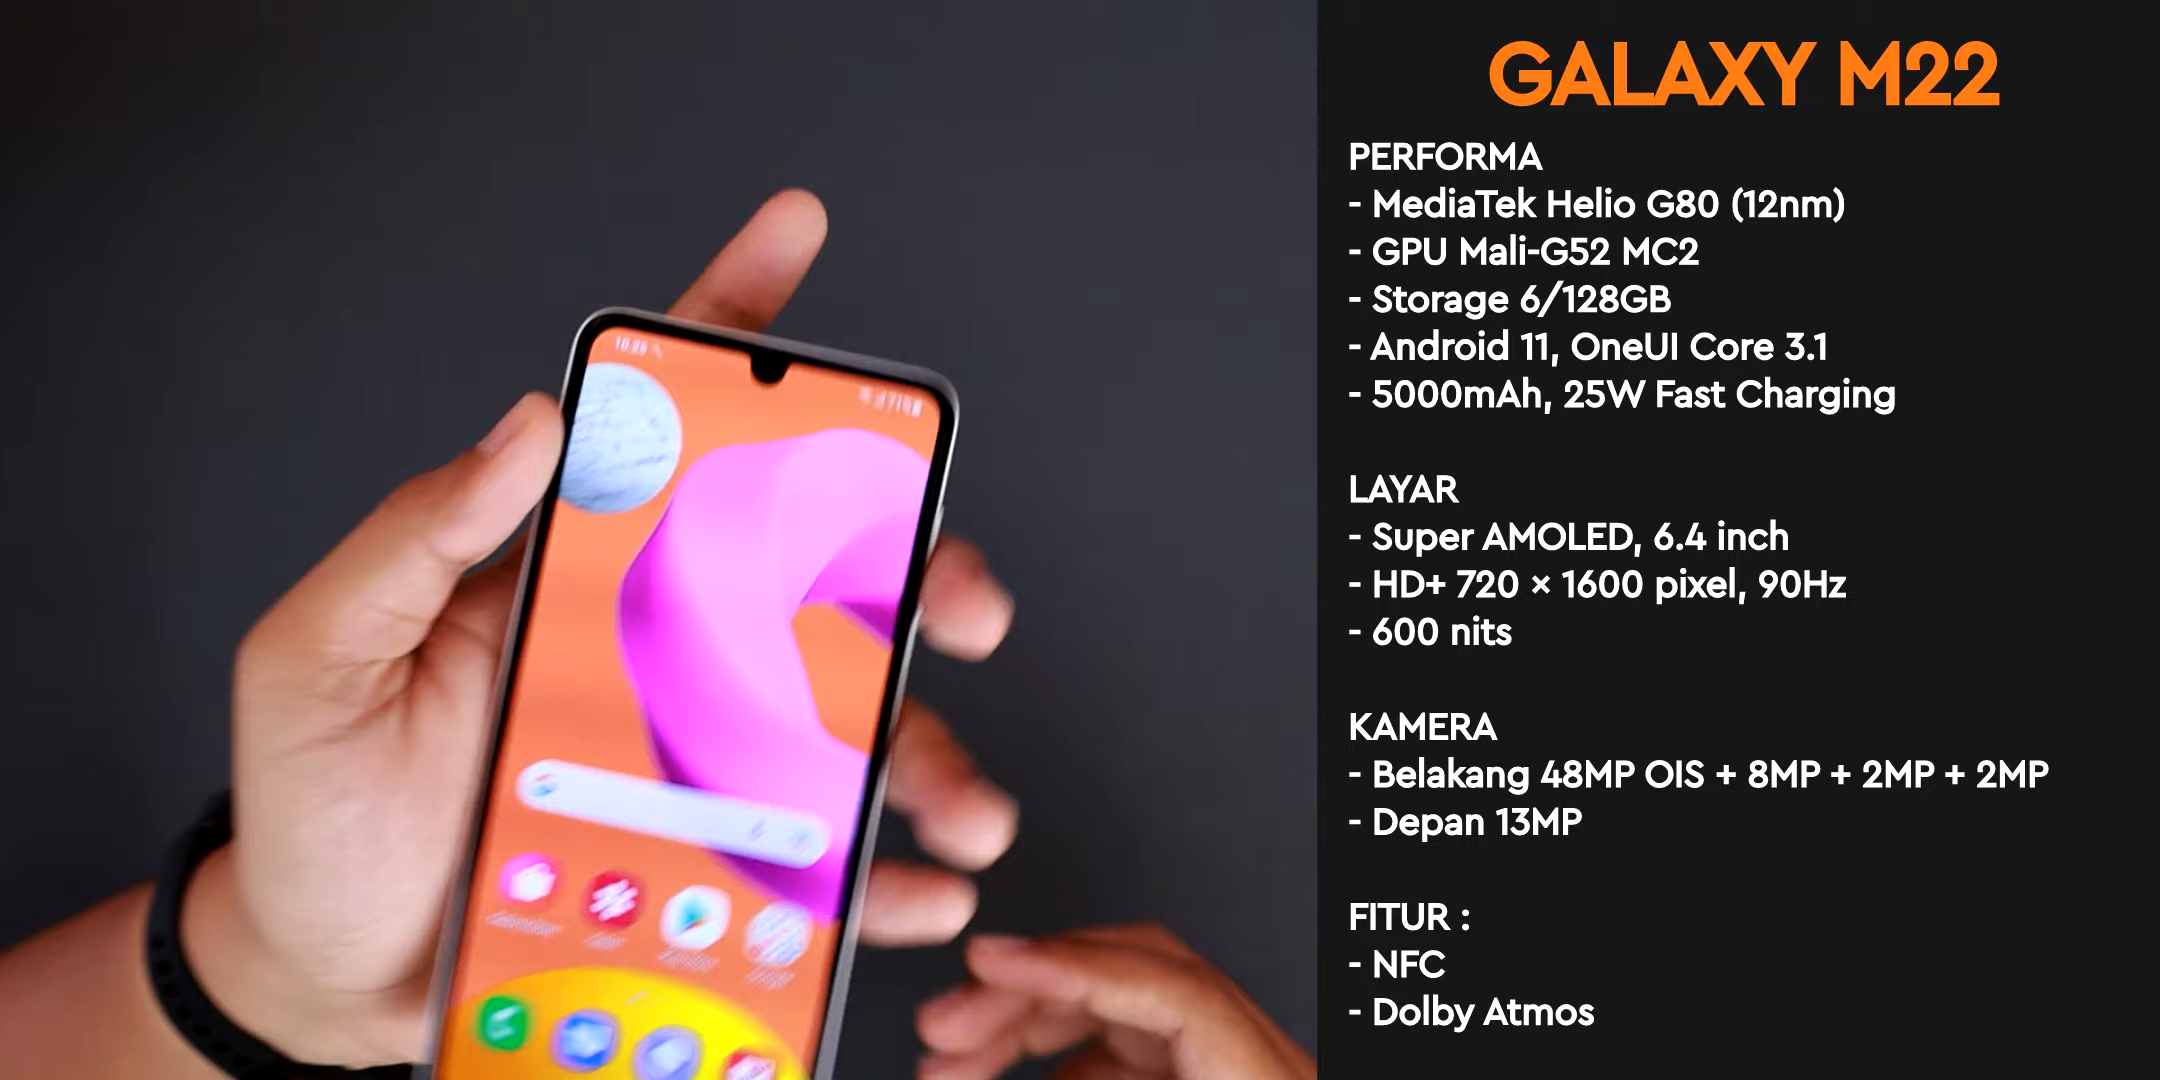 GALAXY M22
PERFORMA
- MediaTek Helio G80 (12nm)
- GPU Mali-G52 MC2
- Storage 6/128GB
- Android 11, OneUI Core 3.1
- 5000mAh, 25W Fast Charging
LAYAR
- Super AMOLED, 6.4 inch
- HD+ 720 × 1600 pixel, 90Hz
- 600 nits
KAMERA
- Belakang 48MP OIS + 8MP + 2MP + 2MP
- Depan 13MP
FITUR :
- NFC
- Dolby Atmos